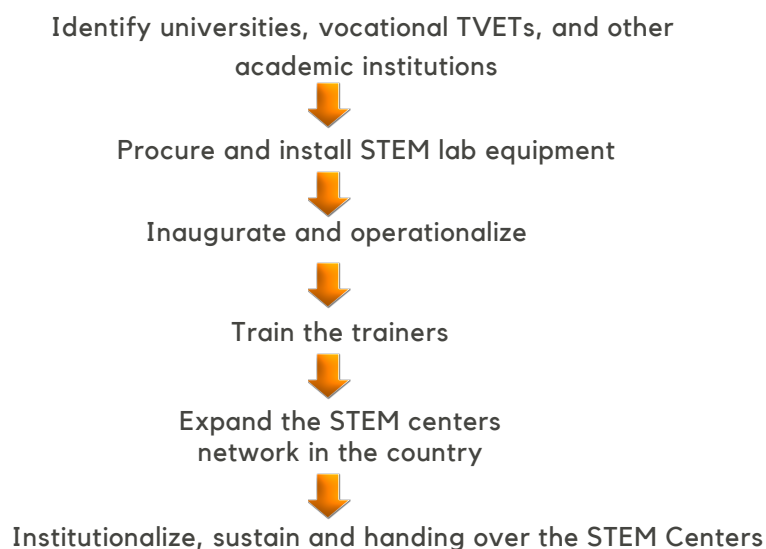 Identify universities, vocational TVETs, and other
academic institutions
Procure and install STEM lab equipment
Inaugurate and operationalize
Train the trainers
Expand the STEM centers
network in the country
Institutionalize, sustain and handing over the STEM Centers